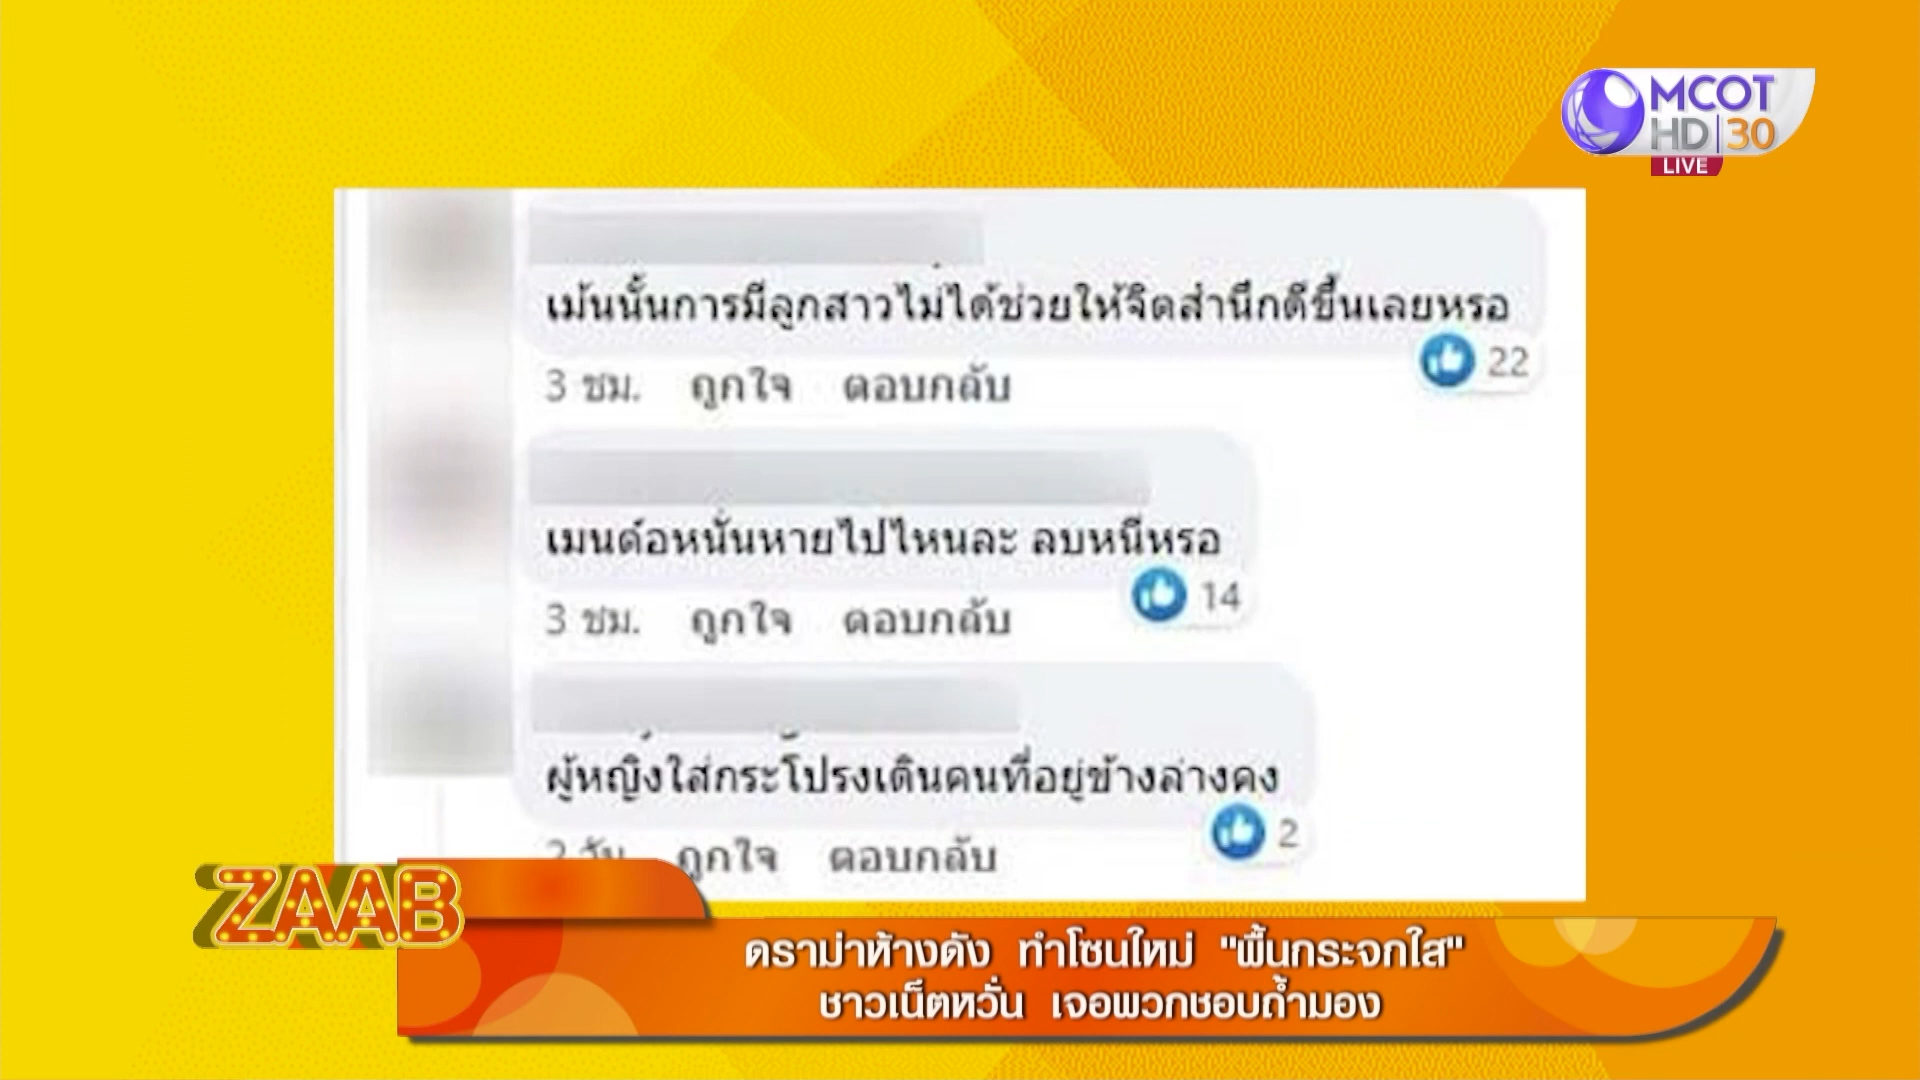 MCOT
HD 30
LIVE
เม้นนั้นการมีลูกสาวไม่ได้ช่วยให้จิตสำนึกดีขึ้นเลยหรอ
22
3 ชม. ถูกใจ ตอบกลับ
เมนต์อหนั่นหายไปไหนละ ลบหนีหรอ
14
3 ชม. ถูกใจ ตอบกลับ
ผู้หญิงใส่กระโปรงเดินคนที่อยู่ข้างล่างคง
2
2 วัน ถูกใจ ตอบกลับ
ZAAB
ดราม่าห้างดัง ทำโซนใหม่ "พื้นกระจกใส"
ชาวเน็ตหวั่น เจอพวกชอบถ้ำมอง